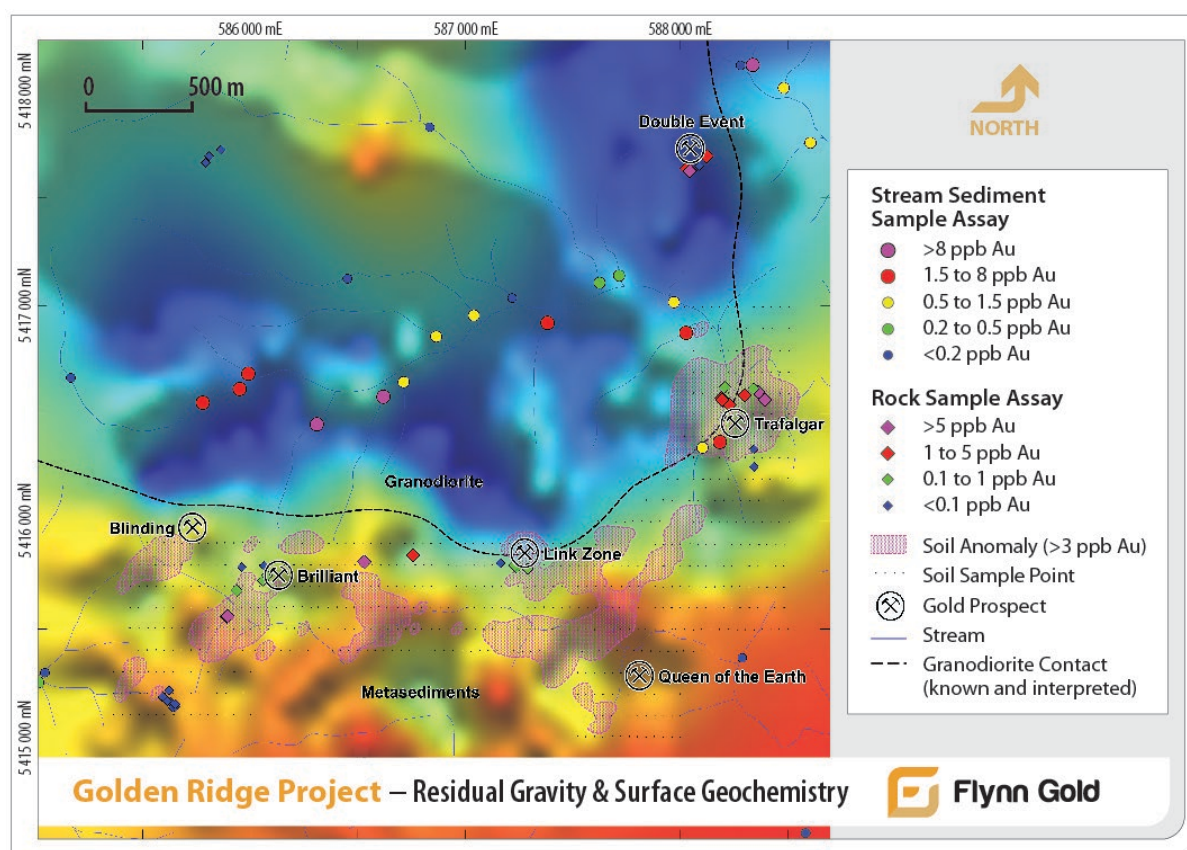 586 000 mE
587 000 mE
588 000 mE
5 418 000 mN
5 417 000 mN
5 416 000 mN
5 415 000 mN
0 500 m
NORTH
Double Event
Trafalgar
Granodiorite
Blinding
Link Zone
Brilliant
Queen of the Earth
Metasediments
Stream Sediment
Sample Assay
>8 ppb Au
1.5 to 8 ppb Au
0.5 to 1.5 ppb Au
0.2 to 0.5 ppb Au
<0.2 ppb Au
Rock Sample Assay
>5 ppb Au
1 to 5 ppb Au
0.1 to 1 ppb Au
<0.1 ppb Au
Soil Anomaly (>3 ppb Au)
Soil Sample Point
Gold Prospect
Stream
Granodiorite Contact
(known and interpreted)
Golden Ridge Project – Residual Gravity & Surface Geochemistry
Flynn Gold